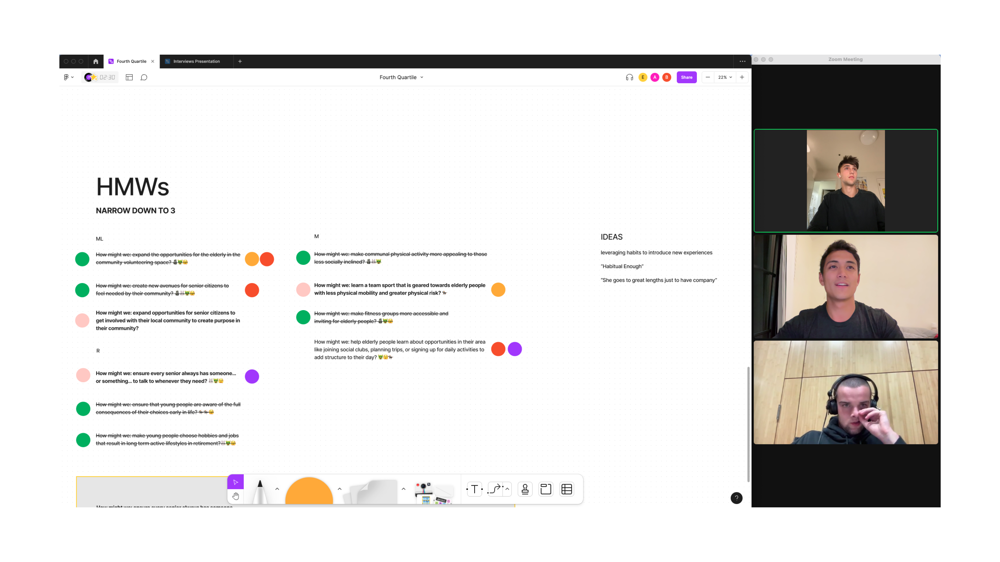 Fourth Quartile
Interviews Presentation
Zoom Meeting
02:30
Fourth Quartile
E
A
B
Share
22%
HMWs
NARROW DOWN TO 3
ML
How might we: expand the opportunities for the elderly in the
community volunteering space?
How might we: create new avenues for senior citizens to
feel needed by their community?
How might we: expand opportunities for senior citizens to
get involved with their local community to create purpose in
their community?
R
How might we: ensure every senior always has someone...
or something... to talk to whenever they need?
How might we: ensure that young people are aware of the full
consequences of their choices early in life?
How might we: make young people choose hobbies and jobs
that result in long term active lifestyles in retirement?
M
How might we: make communal physical activity more appealing to those
less socially inclined?
How might we: learn a team sport that is geared towards elderly people
with less physical mobility and greater physical risk?
How might we: make fitness groups more accessible and
inviting for elderly people?
How might we: help elderly people learn about opportunities in their area
like joining social clubs, planning trips, or signing up for daily activities to
add structure to their day?
IDEAS
leveraging habits to introduce new experiences
“Habitual Enough”
“She goes to great lengths just to have company”
How might we: ensure every senior always has someone
T
?